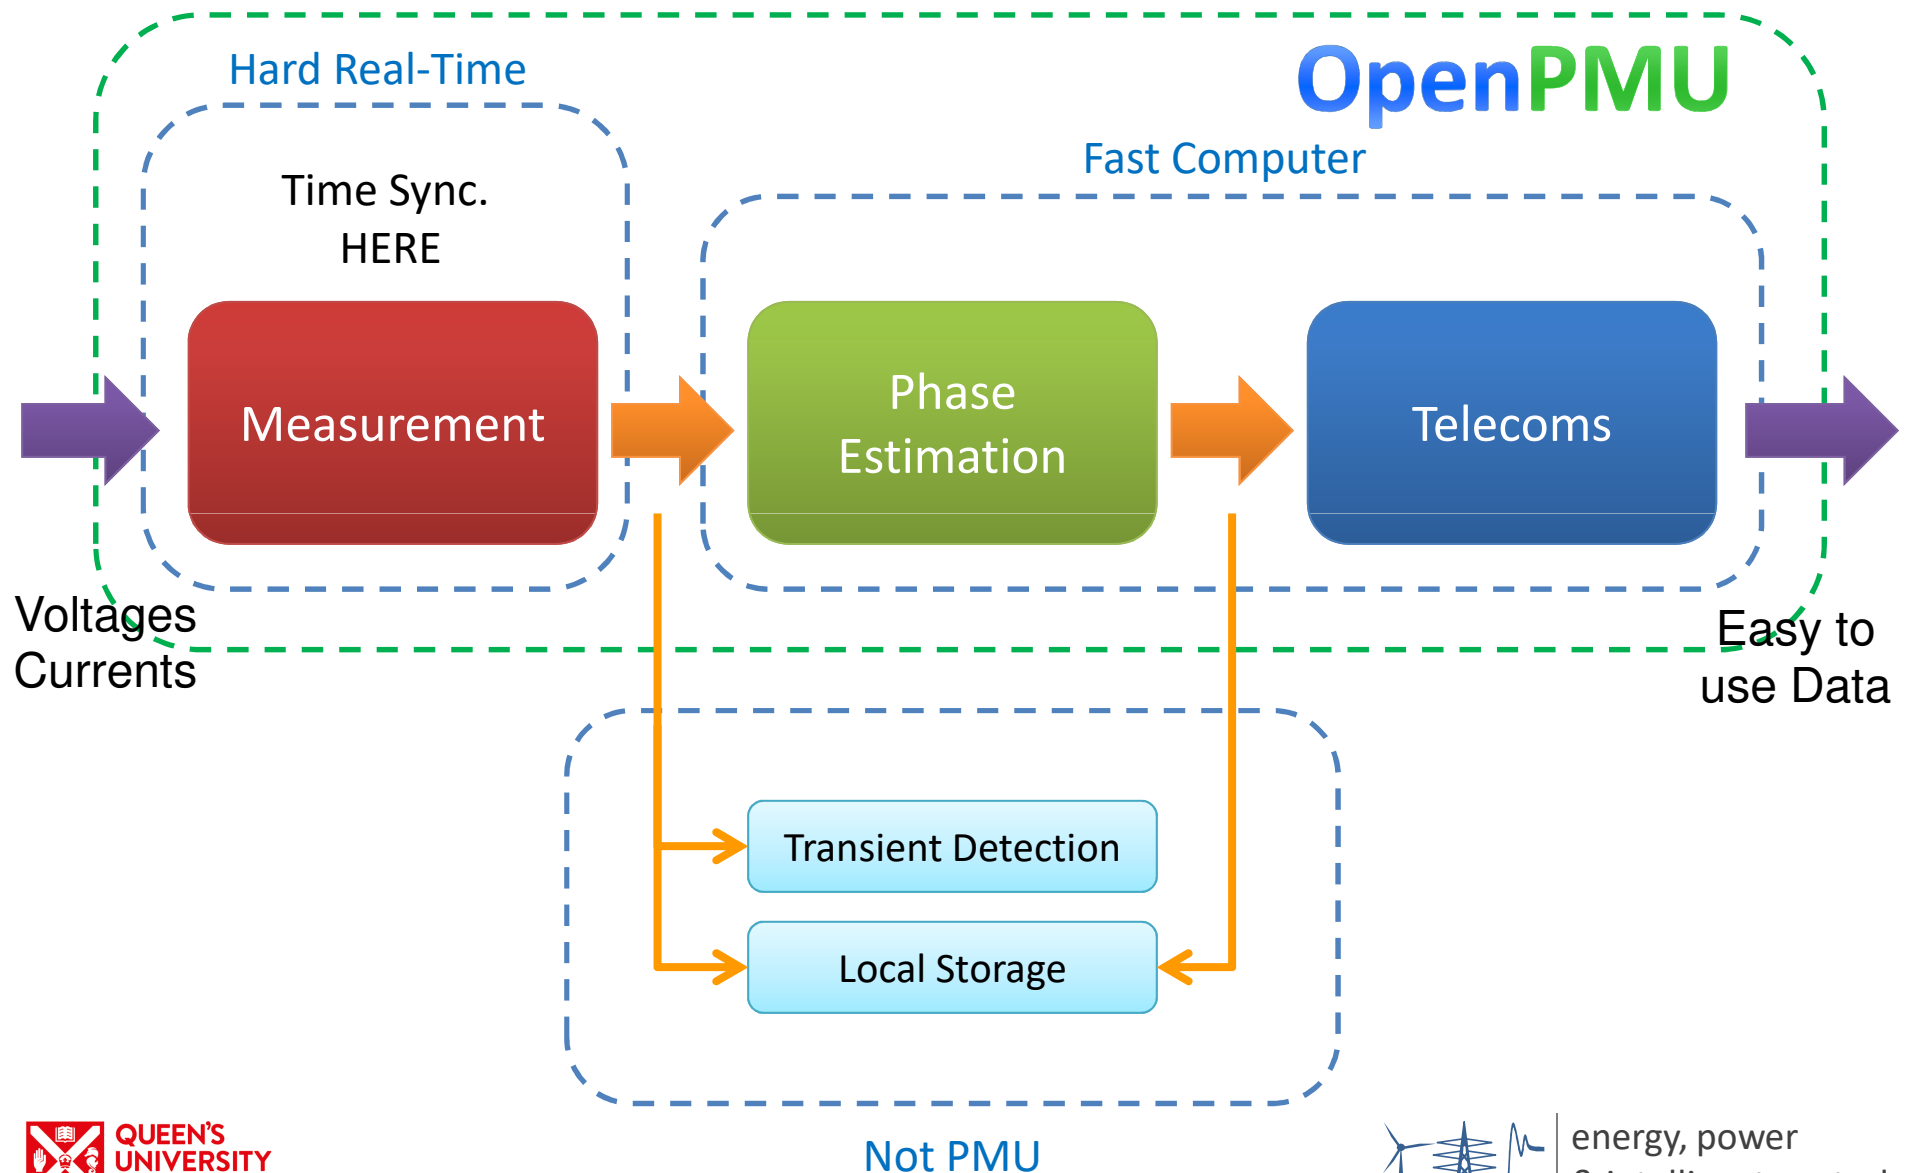 Hard Real-Time
OpenPMU
Fast Computer
Time Sync.
HERE
Measurement
Phase
Estimation
Telecoms
Voltages
Currents
Easy to
use Data
Transient Detection
Local Storage
Not PMU
QUEEN'S
UNIVERSITY
energy, power